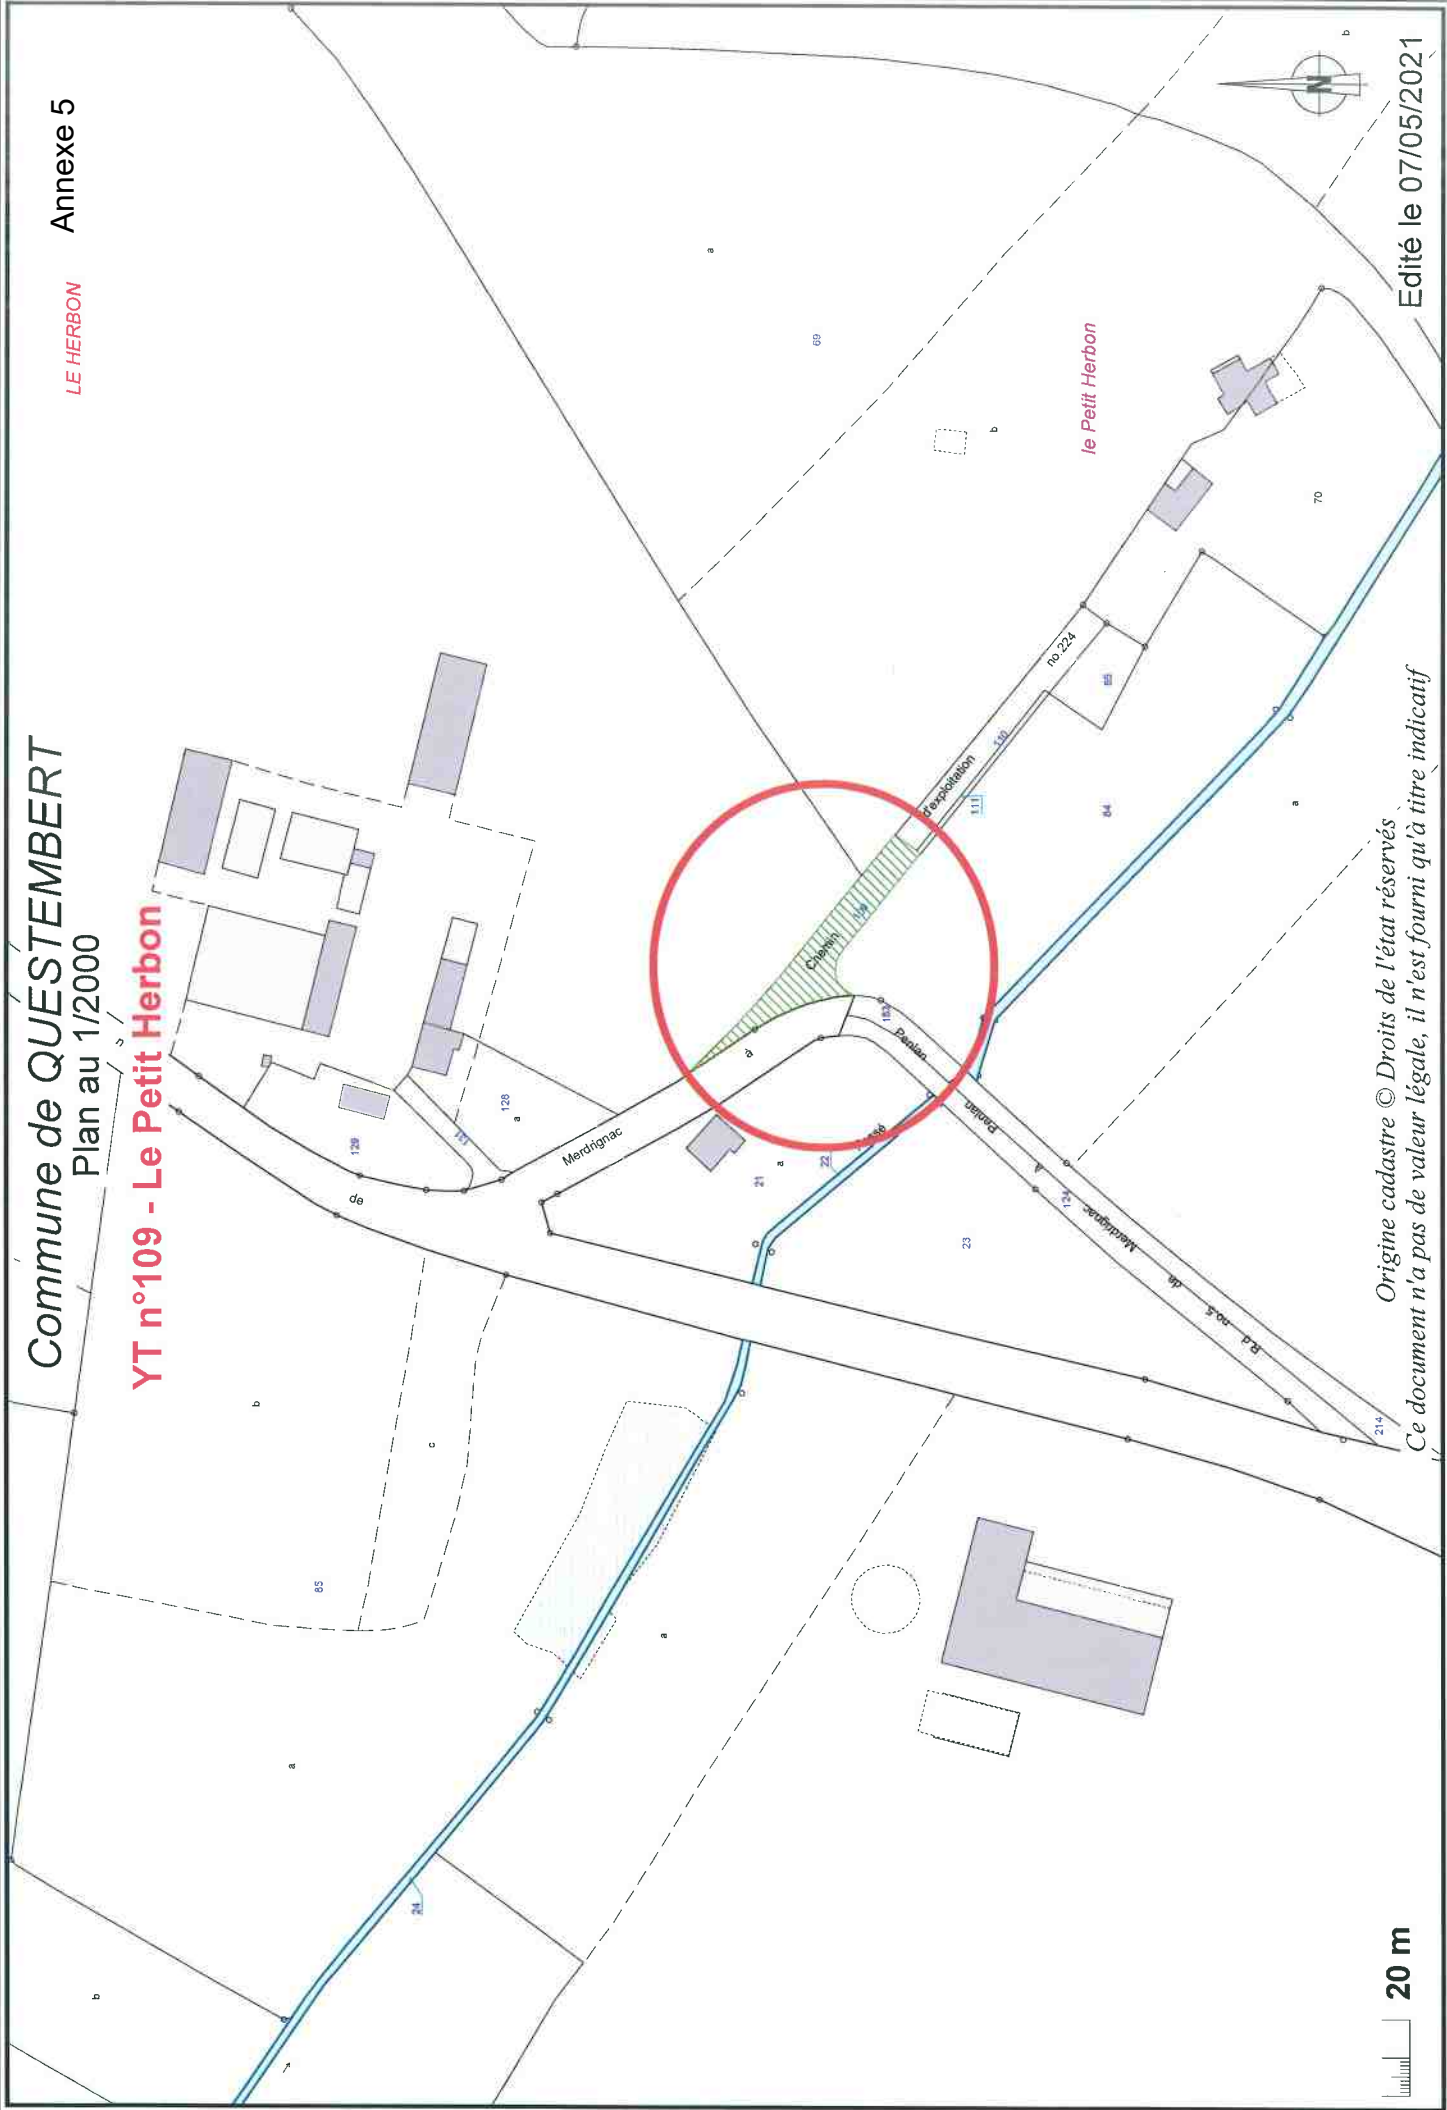 Commune de QUESTEMBERT
Plan au 1/2000
YT n°109 - Le Petit Herbon
LE HERBON
Annexe 5
b
a
b
c
85
a
24
a
de
129
131
128
a
Merdrignac
à
21
a
22
23
Penlan
183
Chemin
109
d'exploitation
no.224
111
110
84
85
a
70
69
a
b
le Petit Herbon
b
N
Penlan
à
124
Merdrignac
de
R.d no.5
214
20 m
Origine cadastre © Droits de l'état réservés
Ce document n'a pas de valeur légale, il n'est fourni qu'à titre indicatif
Edité le 07/05/2021